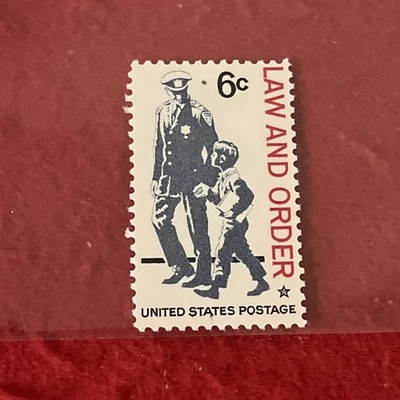 6c
LAW AND ORDER
UNITED STATES POSTAGE